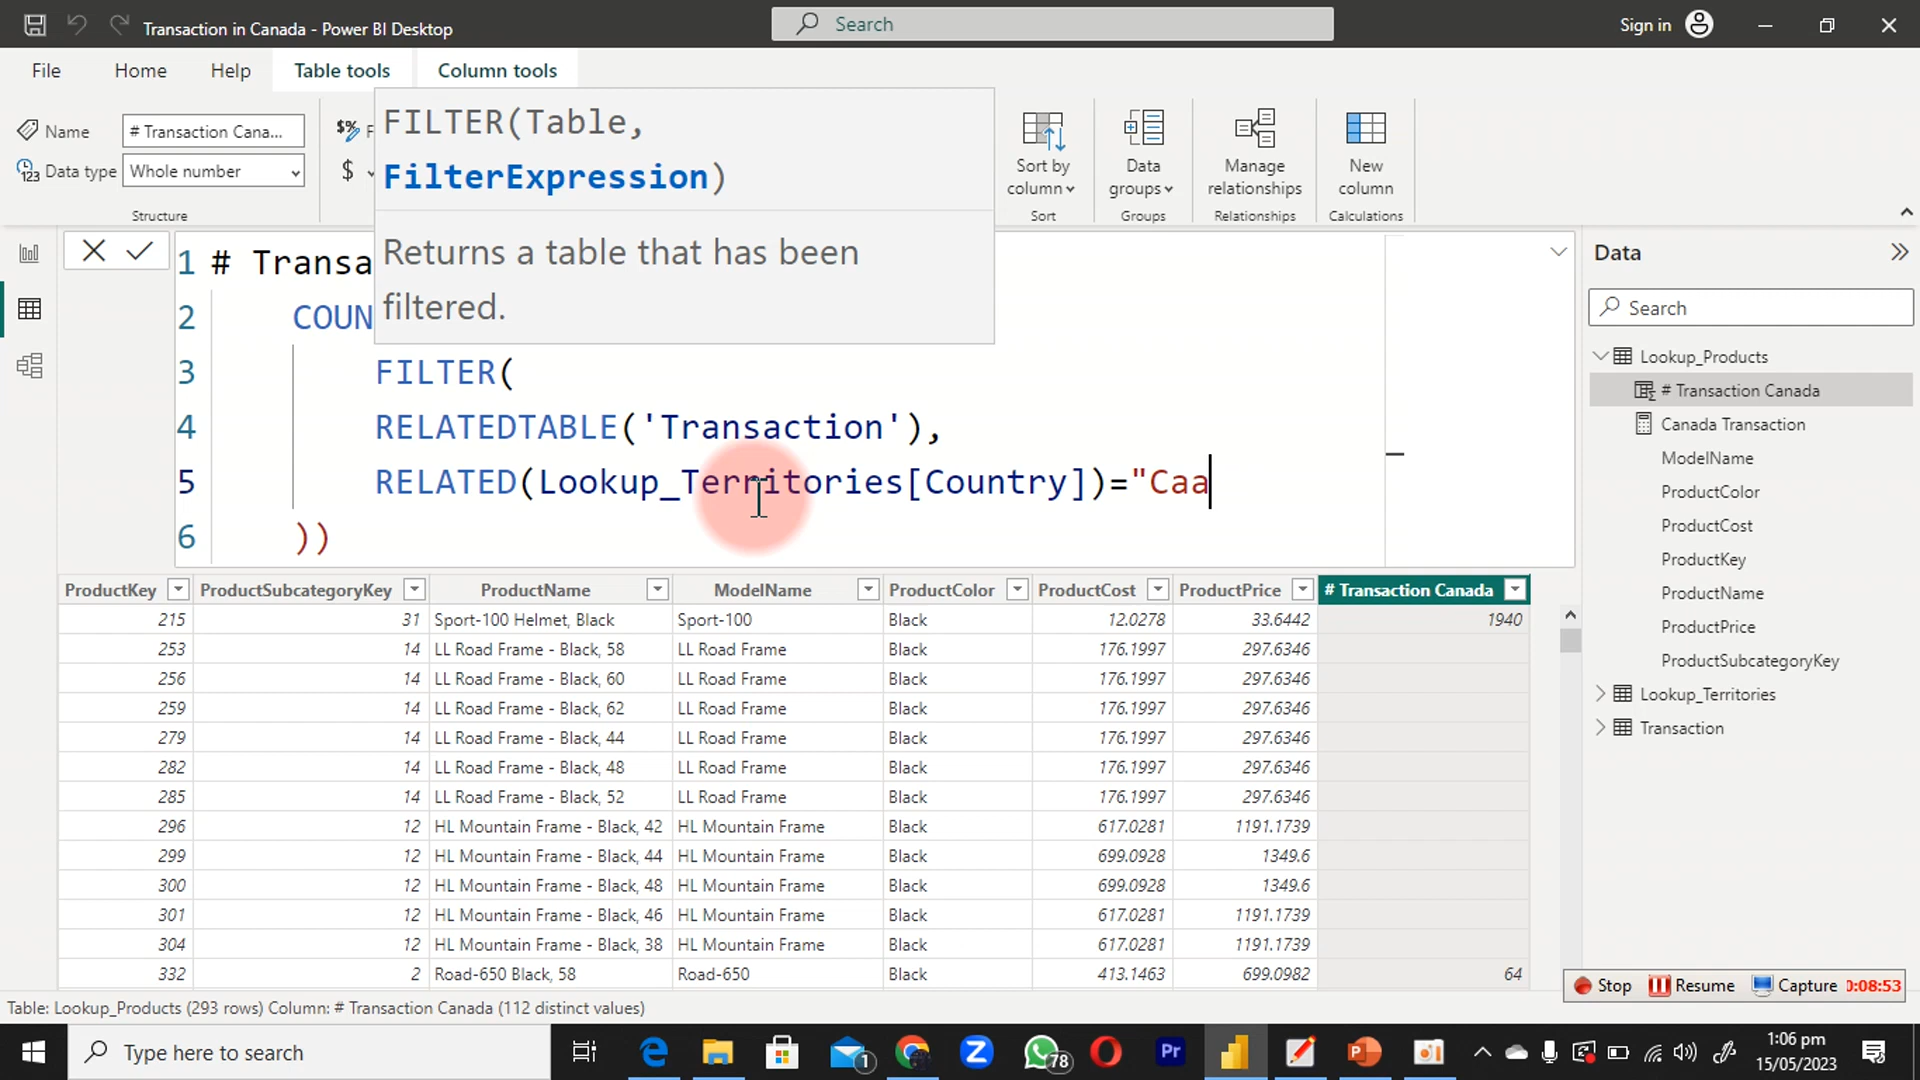 Transaction in Canada - Power BI Desktop
Search
Sign in
File Home Help Table tools Column tools
Name # Transaction Cana...
Data type Whole number
Structure
$% F
$
FILTER(Table,
FilterExpression)
Returns a table that has been
filtered.
Sort by
column
Sort
Data
groups
Groups
Manage
relationships
Relationships
New
column
Calculations
1 # Transa
2 COUN
3 FILTER(
4 RELATEDTABLE('Transaction'),
5 RELATED(Lookup_Territories[Country])="Caa
6 ))
Data
Search
Lookup_Products
# Transaction Canada
Canada Transaction
ModelName
ProductColor
ProductCost
ProductKey
ProductName
ProductPrice
ProductSubcategoryKey
Lookup_Territories
Transaction
ProductKey ProductSubcategoryKey ProductName ModelName ProductColor ProductCost ProductPrice # Transaction Canada
215 31 Sport-100 Helmet, Black Sport-100 Black 12.0278 33.6442 1940
253 14 LL Road Frame - Black, 58 LL Road Frame Black 176.1997 297.6346
256 14 LL Road Frame - Black, 60 LL Road Frame Black 176.1997 297.6346
259 14 LL Road Frame - Black, 62 LL Road Frame Black 176.1997 297.6346
279 14 LL Road Frame - Black, 44 LL Road Frame Black 176.1997 297.6346
282 14 LL Road Frame - Black, 48 LL Road Frame Black 176.1997 297.6346
285 14 LL Road Frame - Black, 52 LL Road Frame Black 176.1997 297.6346
296 12 HL Mountain Frame - Black, 42 HL Mountain Frame Black 617.0281 1191.1739
299 12 HL Mountain Frame - Black, 44 HL Mountain Frame Black 699.0928 1349.6
300 12 HL Mountain Frame - Black, 48 HL Mountain Frame Black 699.0928 1349.6
301 12 HL Mountain Frame - Black, 46 HL Mountain Frame Black 617.0281 1191.1739
304 12 HL Mountain Frame - Black, 38 HL Mountain Frame Black 617.0281 1191.1739
332 2 Road-650 Black, 58 Road-650 Black 413.1463 699.0982 64
Stop Resume Capture 0:08:53
Table: Lookup_Products (293 rows) Column: # Transaction Canada (112 distinct values)
Type here to search
1
78
Pr
1:06 pm
15/05/2023